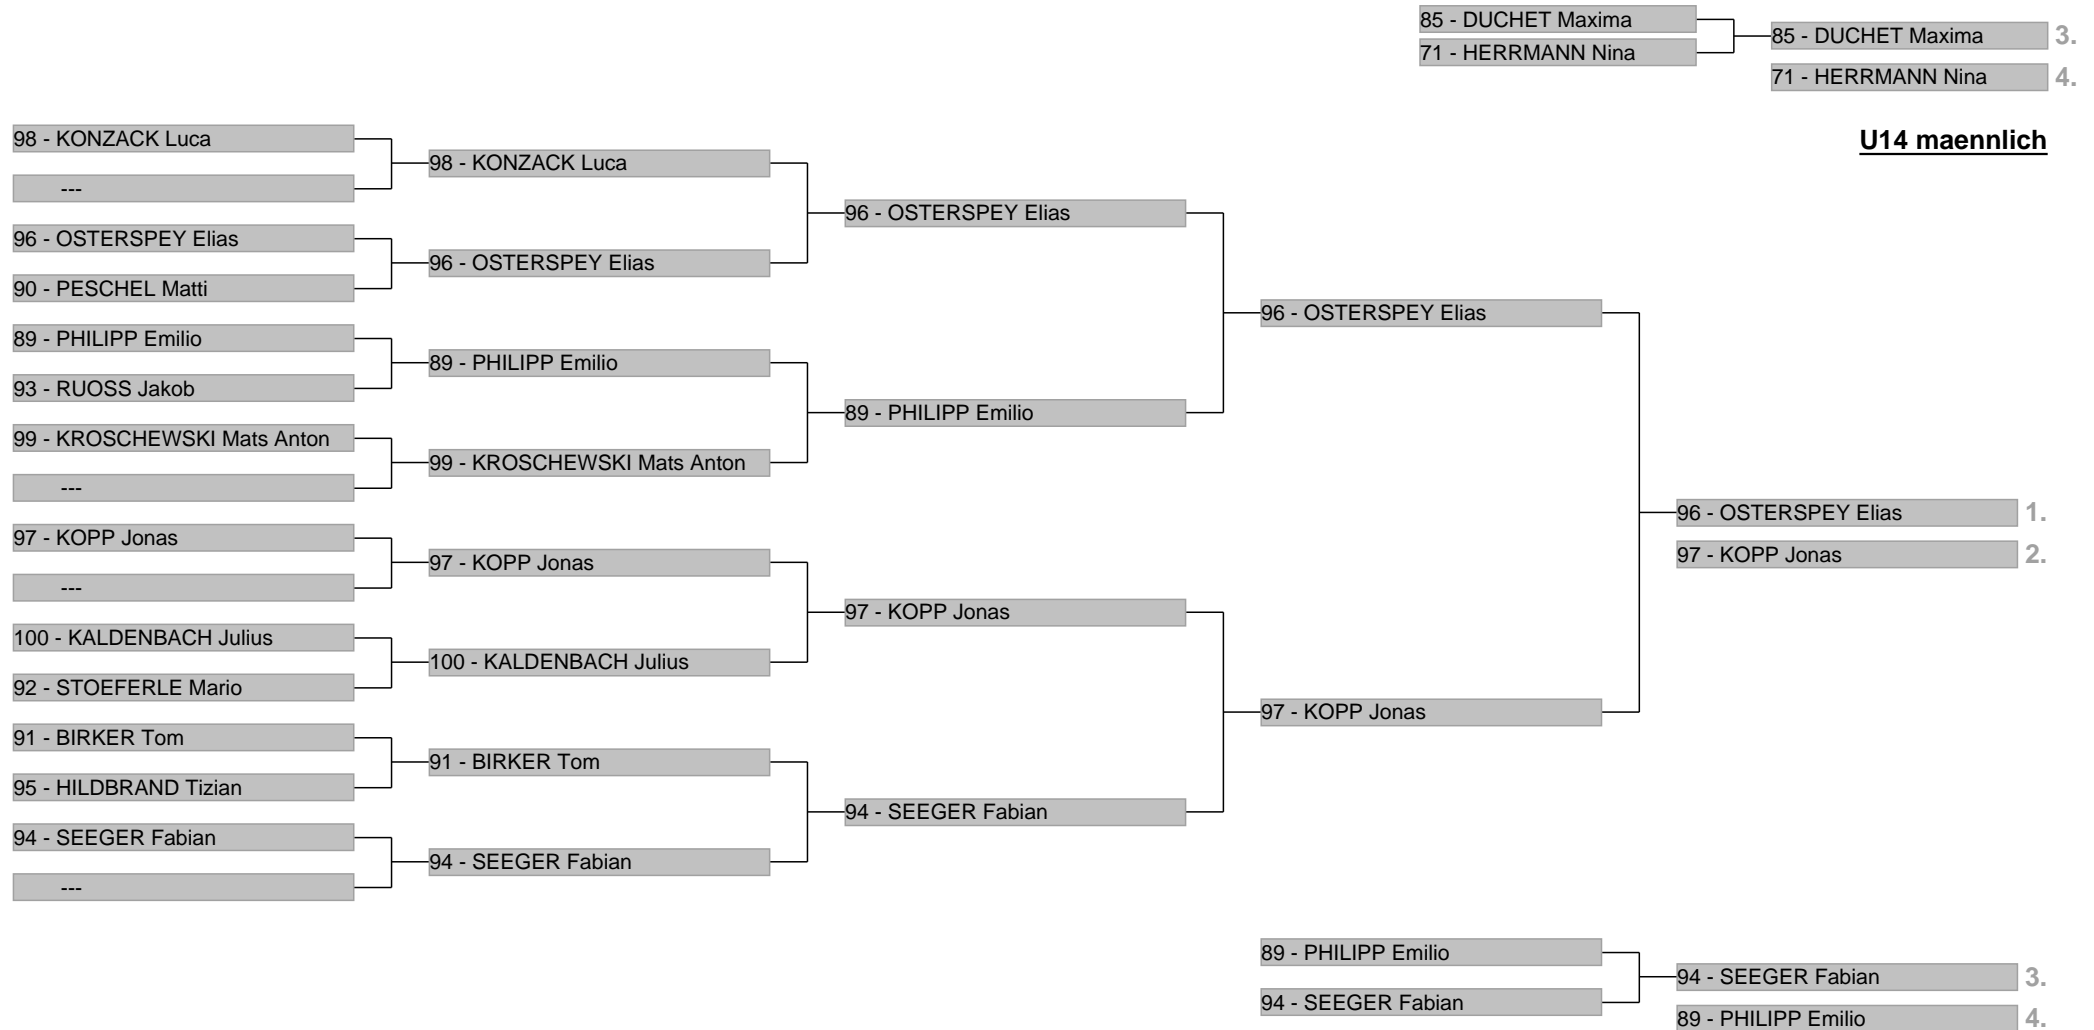 85 - DUCHET Maxima
71 - HERRMANN Nina
85 - DUCHET Maxima 3.
71 - HERRMANN Nina 4.
U14 maennlich
98 - KONZACK Luca
---
96 - OSTERSPEY Elias
90 - PESCHEL Matti
89 - PHILIPP Emilio
93 - RUOSS Jakob
99 - KROSCHEWSKI Mats Anton
---
97 - KOPP Jonas
---
100 - KALDENBACH Julius
92 - STOEFERLE Mario
91 - BIRKER Tom
95 - HILDBRAND Tizian
94 - SEEGER Fabian
---
98 - KONZACK Luca
96 - OSTERSPEY Elias
89 - PHILIPP Emilio
99 - KROSCHEWSKI Mats Anton
97 - KOPP Jonas
100 - KALDENBACH Julius
91 - BIRKER Tom
94 - SEEGER Fabian
96 - OSTERSPEY Elias
89 - PHILIPP Emilio
97 - KOPP Jonas
94 - SEEGER Fabian
96 - OSTERSPEY Elias
97 - KOPP Jonas
96 - OSTERSPEY Elias 1.
97 - KOPP Jonas 2.
89 - PHILIPP Emilio
94 - SEEGER Fabian
94 - SEEGER Fabian 3.
89 - PHILIPP Emilio 4.